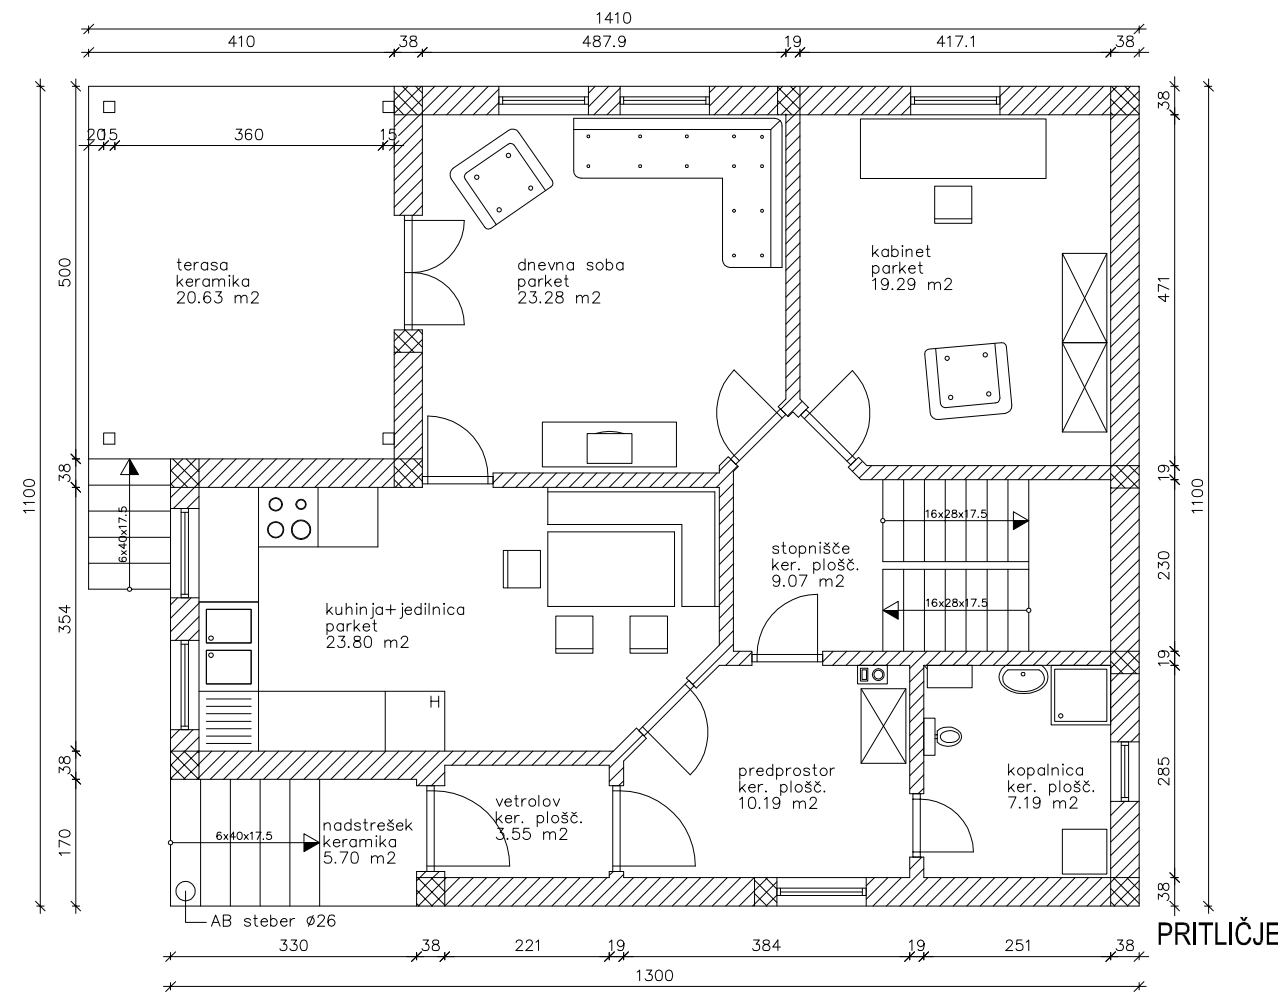 1410
410
38
487.9
19
417.1
38
20
15
360
15
38
500
471
1100
38
19
1100
354
230
38
19
170
285
38
terasa
keramika
20.63 m2
dnevna soba
parket
23.28 m2
kabinet
parket
19.29 m2
6x40x17.5
16x28x17.5
stopnišče
ker. plošč.
9.07 m2
16x28x17.5
kuhinja+jedilnica
parket
23.80 m2
H
predprostor
ker. plošč.
10.19 m2
kopalnica
ker. plošč.
7.19 m2
vetrolov
ker. plošč.
3.55 m2
nadstrešek
keramika
5.70 m2
6x40x17.5
AB steber Ø26
PRITLIČJE
330
38
221
19
384
19
251
38
1300